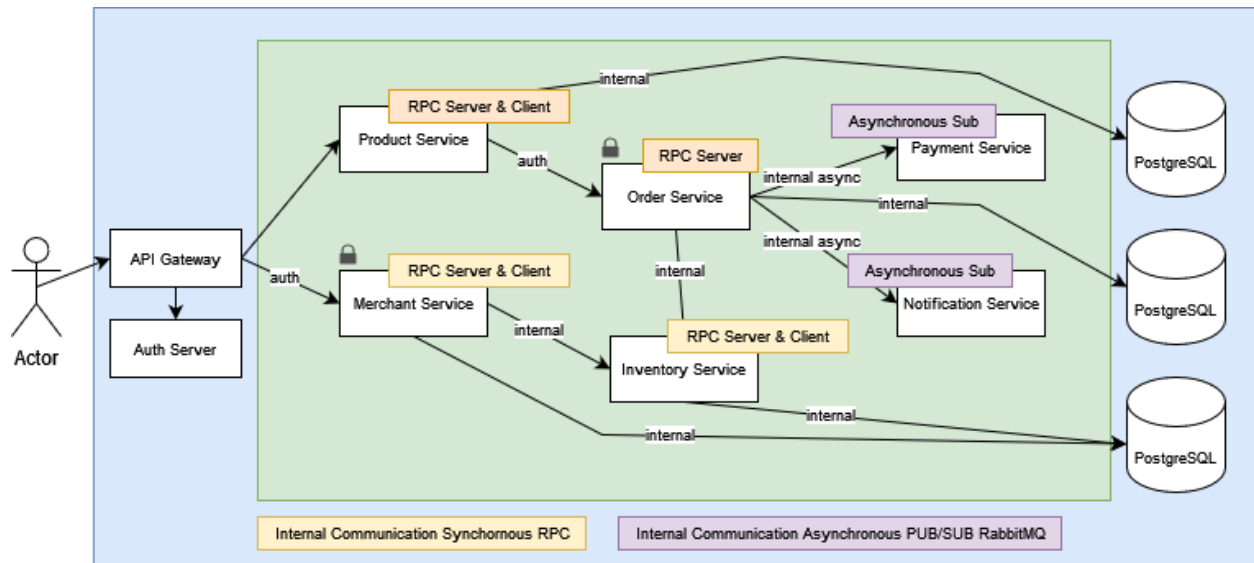 internal
RPC Server & Client
Product Service
Asynchronous Sub
Payment Service
PostgreSQL
auth
RPC Server
Order Service
internal async
internal
PostgreSQL
internal async
API Gateway
auth
RPC Server & Client
Merchant Service
internal
Asynchronous Sub
Notification Service
Auth Server
Actor
internal
RPC Server & Client
Inventory Service
internal
internal
PostgreSQL
Internal Communication Synchornous RPC
Internal Communication Asynchronous PUB/SUB RabbitMQ